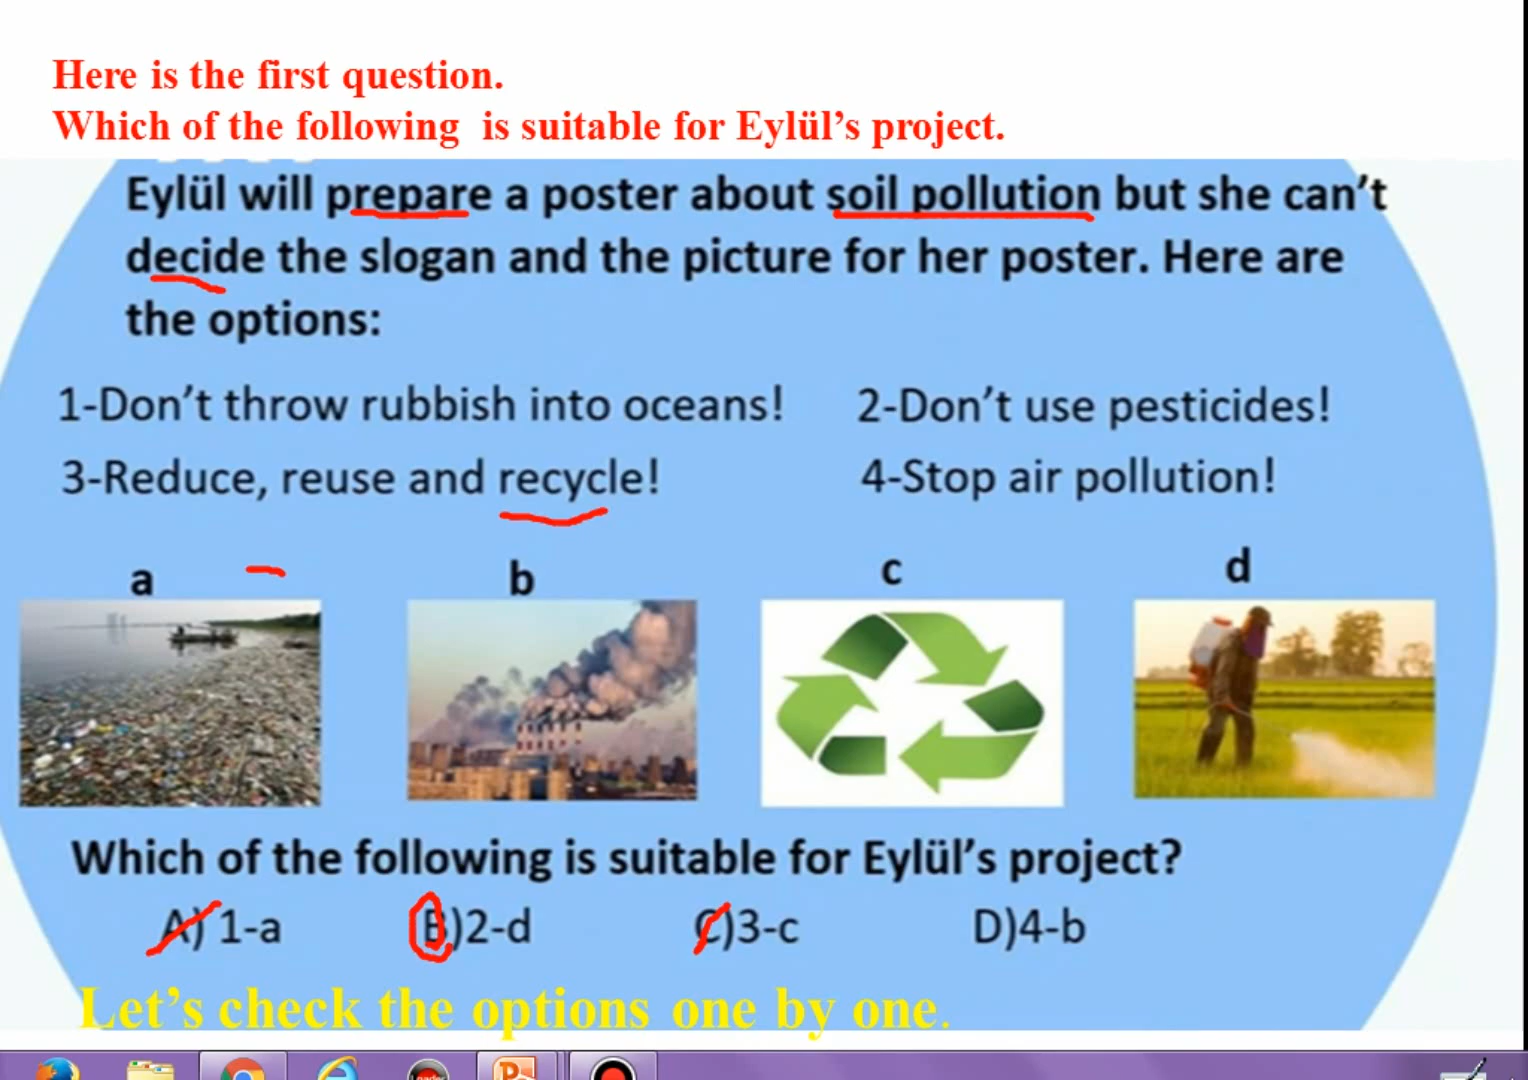 Here is the first question.
Which of the following is suitable for Eylül’s project.
Eylül will prepare a poster about soil pollution but she can’t
decide the slogan and the picture for her poster. Here are
the options:
1-Don’t throw rubbish into oceans! 2-Don’t use pesticides!
3-Reduce, reuse and recycle! 4-Stop air pollution!
a b c d
Which of the following is suitable for Eylül’s project?
A) 1-a B)2-d C)3-c D)4-b
Let’s check the options one by one.